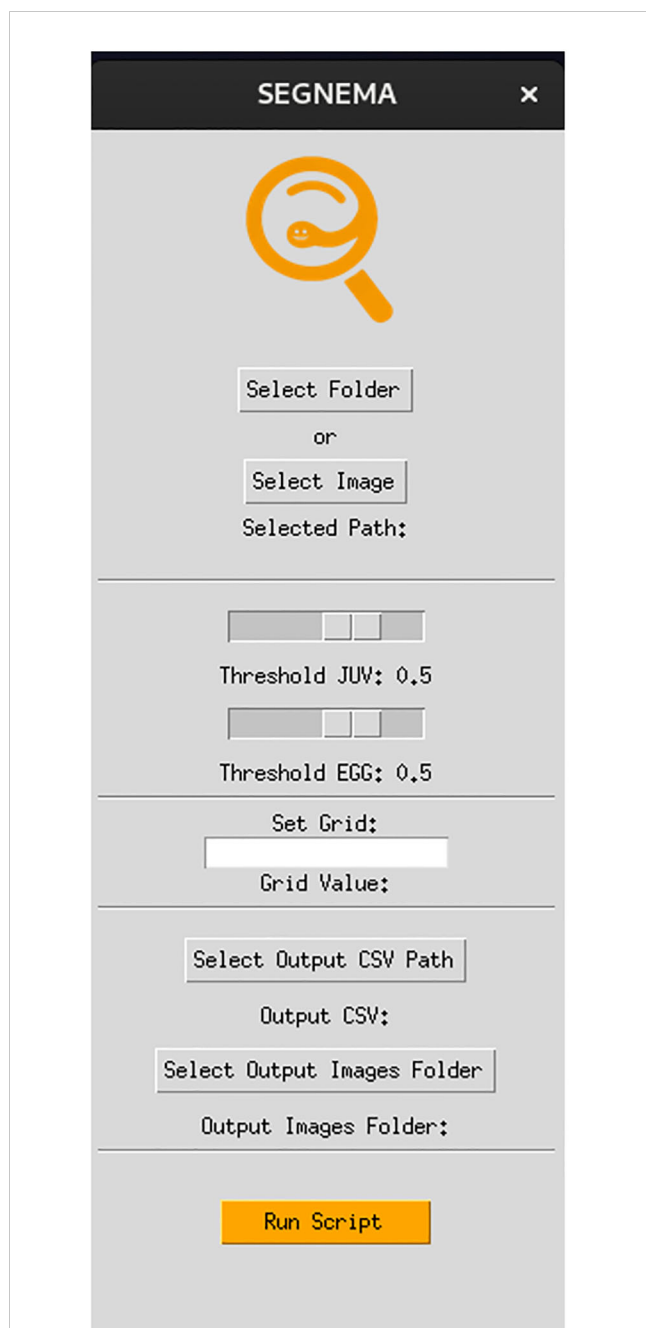 SEGNEMA ×
Select Folder
or
Select Image
Selected Path:
Threshold JUV: 0.5
Threshold EGG: 0.5
Set Grid:
Grid Value:
Select Output CSV Path
Output CSV:
Select Output Images Folder
Output Images Folder:
Run Script